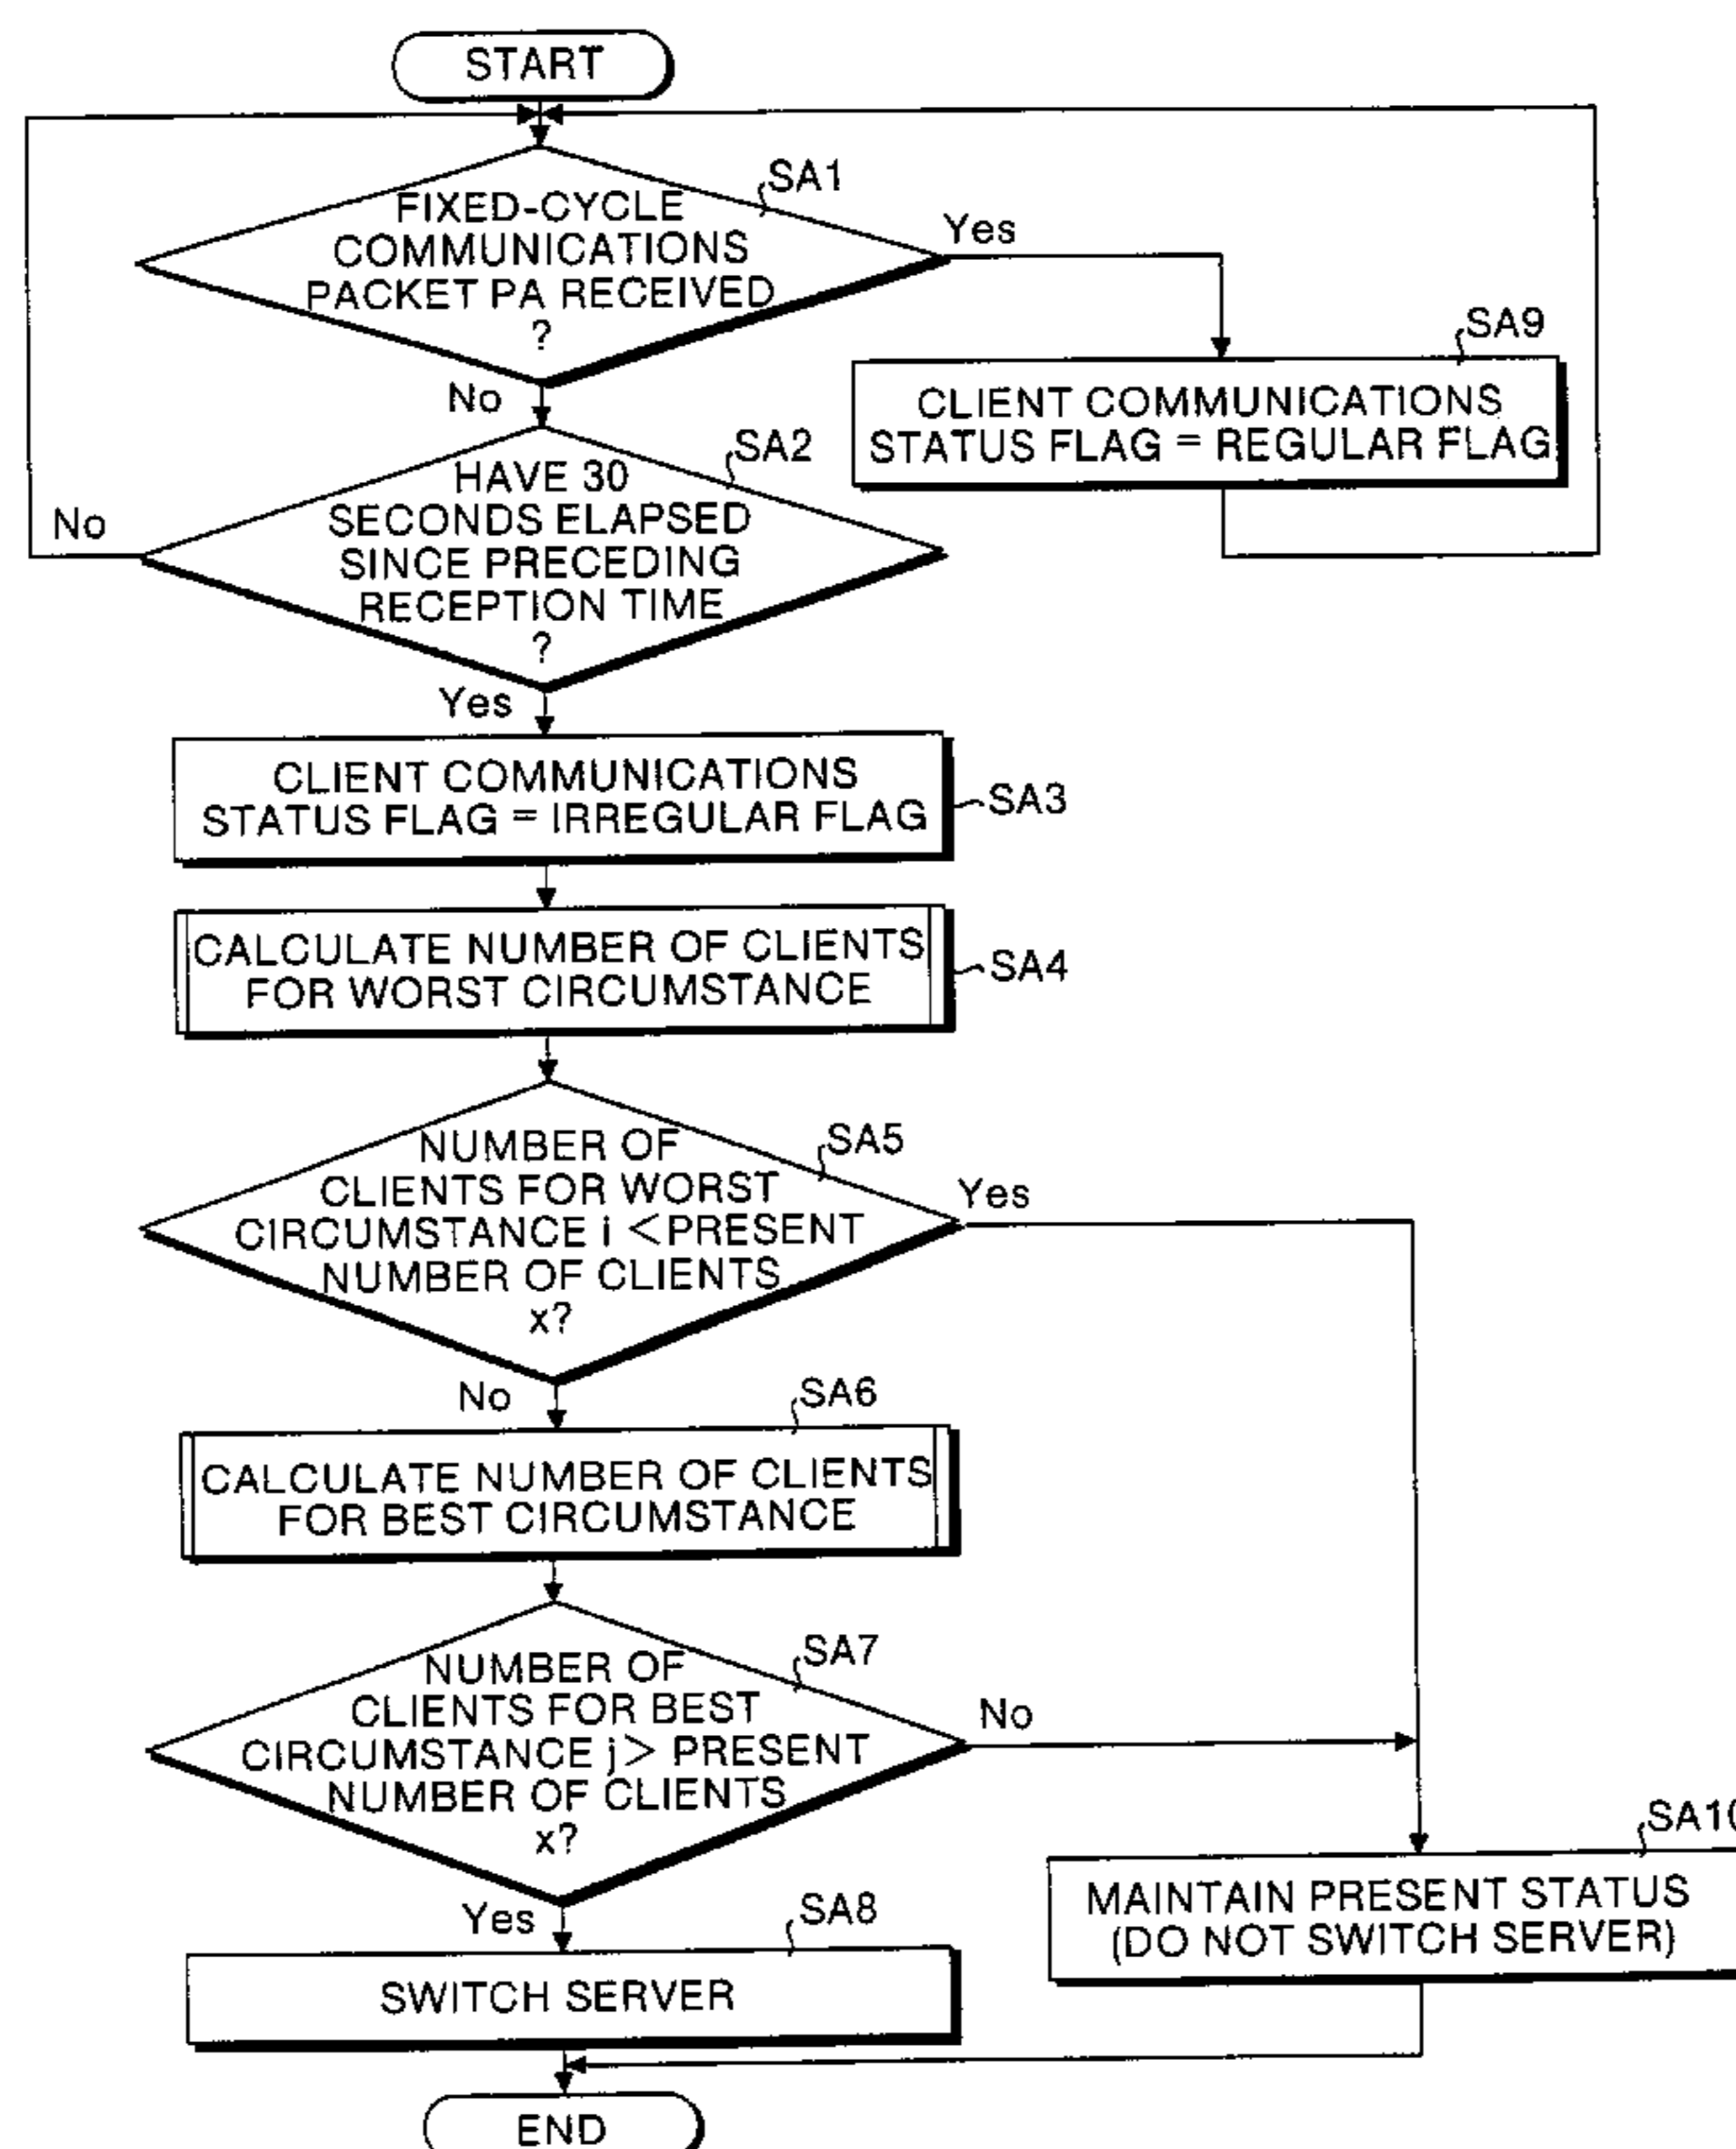 START
SA1
FIXED-CYCLE
COMMUNICATIONS
PACKET PA RECEIVED
?
Yes
No
SA9
CLIENT COMMUNICATIONS
STATUS FLAG = REGULAR FLAG
SA2
HAVE 30
SECONDS ELAPSED
SINCE PRECEDING
RECEPTION TIME
?
No
Yes
CLIENT COMMUNICATIONS
STATUS FLAG = IRREGULAR FLAG
SA3
CALCULATE NUMBER OF CLIENTS
FOR WORST CIRCUMSTANCE
SA4
SA5
NUMBER OF
CLIENTS FOR WORST
CIRCUMSTANCE i <PRESENT
NUMBER OF CLIENTS
x?
Yes
No
SA6
CALCULATE NUMBER OF CLIENTS
FOR BEST CIRCUMSTANCE
SA7
NUMBER OF
CLIENTS FOR BEST
CIRCUMSTANCE j> PRESENT
NUMBER OF CLIENTS
x?
No
Yes
SA8
SWITCH SERVER
SA10
MAINTAIN PRESENT STATUS
(DO NOT SWITCH SERVER)
END